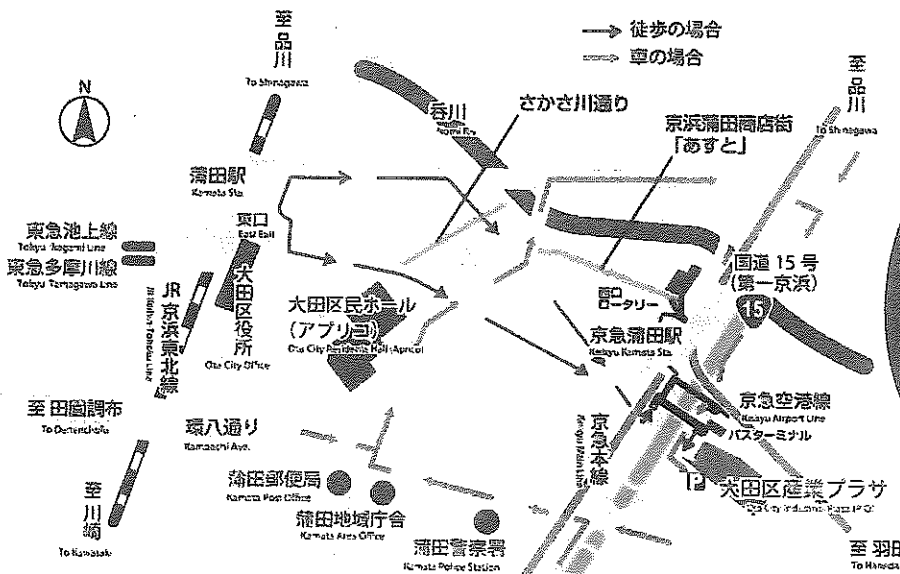 徒歩の場合
車の場合
至
品川
To Shinagawa
至
品川
To Shinagawa
N
呑川
さかさ川通り
京浜蒲田商店街
「あすと」
蒲田駅
Kamata Sta.
東口
East Exit
東急池上線
Tokyu Ikegami Line
東急多摩川線
Tokyu Tamagawa Line
JR京浜東北線
大田区役所
Ota City Office
大田区民ホール
(アプリコ)
国道15号
(第一京浜)
15
西口
ロータリー
京急蒲田駅
Keikyu Kamata Sta.
京急空港線
Keikyu Airport Line
バスターミナル
京急本線
至 田園調布
To Denenchofu
環八通り
Kampachi Ave.
P
大田区産業プラザ
蒲田郵便局
Kamata Post Office
蒲田地域庁舎
Kamata Area Office
蒲田警察署
Kamata Police Station
至
川崎
To Kawasaki
至 羽田
To Haneda